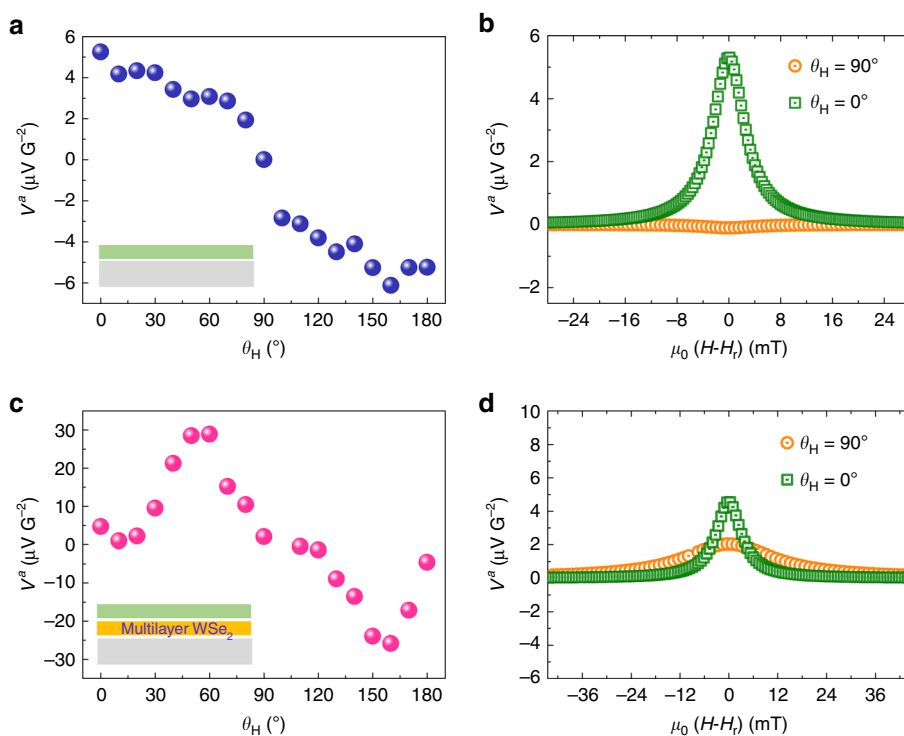 a
6
4
2
0
−2
−4
−6
V^a (μV G^−2)
0 30 60 90 120 150 180
θ_H (°)
b
6
4
2
0
−2
V^a (μV G^−2)
θ_H = 90°
θ_H = 0°
−24 −16 −8 0 8 16 24
μ_0 (H-H_r) (mT)
c
30
20
10
0
−10
−20
−30
V^a (μV G^−2)
Multilayer WSe_2
0 30 60 90 120 150 180
θ_H (°)
d
10
8
6
4
2
0
−2
−4
−6
V^a (μV G^−2)
θ_H = 90°
θ_H = 0°
−36 −24 −12 0 12 24 36
μ_0 (H-H_r) (mT)